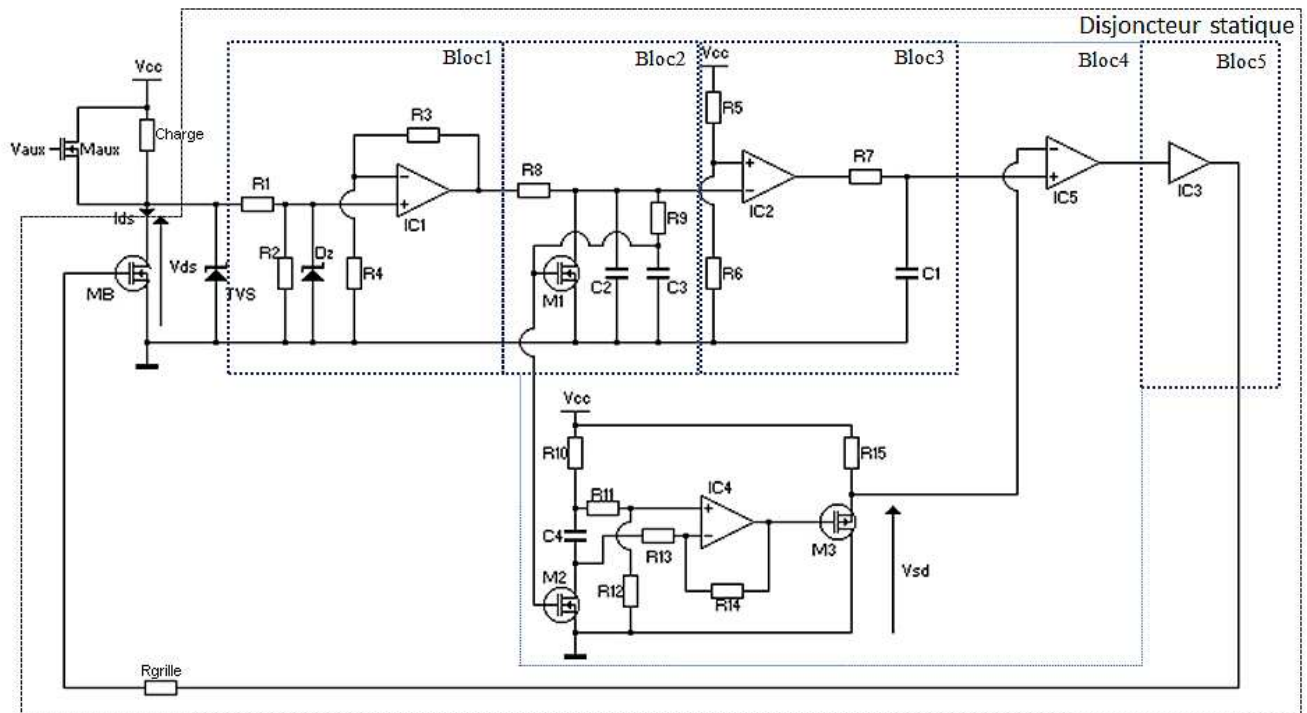 Disjoncteur statique
Bloc1
Bloc2
Bloc3
Bloc4
Bloc5
Vcc
Vcc
R5
R3
Charge
Vaux
Maux
R1
R8
R7
IC1
IC2
IC5
IC3
R9
Ids
R2
Dz
R4
R6
Vds
TVS
MB
M1
C2
C3
C1
Vcc
R10
R15
R11
IC4
C4
R13
M3
M2
R12
R14
Vsd
Rgrille